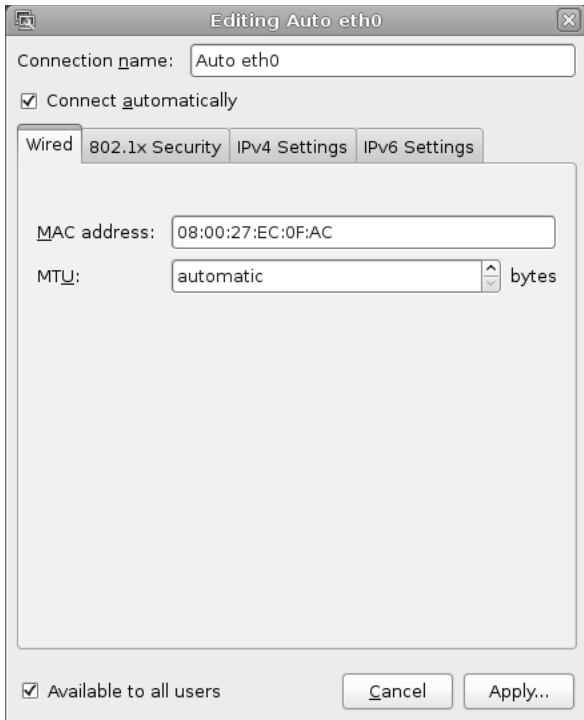 Editing Auto eth0
Connection name: Auto eth0
Connect automatically
Wired 802.1x Security IPv4 Settings IPv6 Settings
MAC address: 08:00:27:EC:0F:AC
MTU: automatic bytes
Available to all users Cancel Apply...